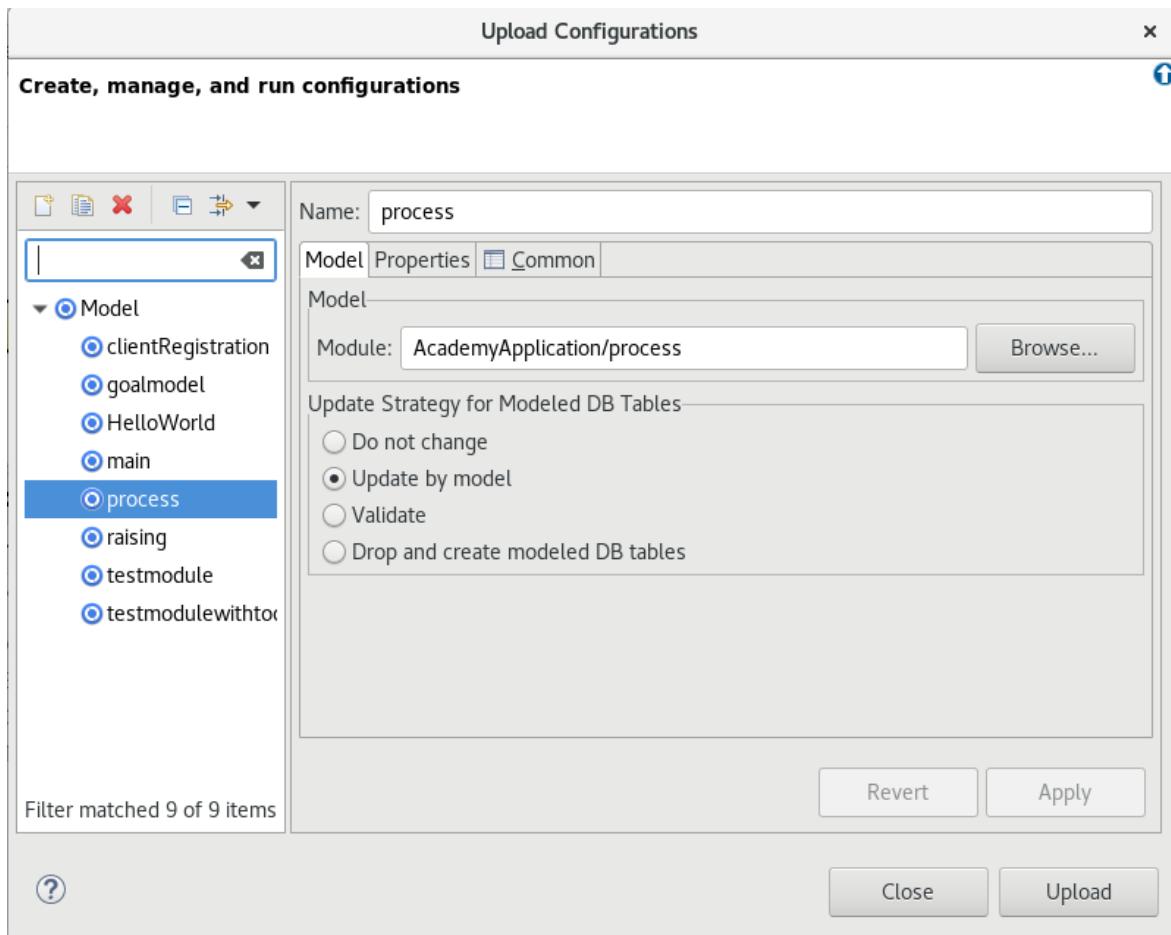 Upload Configurations
Create, manage, and run configurations
Name: process
Model Properties Common
Model
Module: AcademyApplication/process Browse...
Update Strategy for Modeled DB Tables
Do not change
Update by model
Validate
Drop and create modeled DB tables
Model
clientRegistration
goalmodel
HelloWorld
main
process
raising
testmodule
testmodulewithtoo
Filter matched 9 of 9 items
Revert Apply
Close Upload